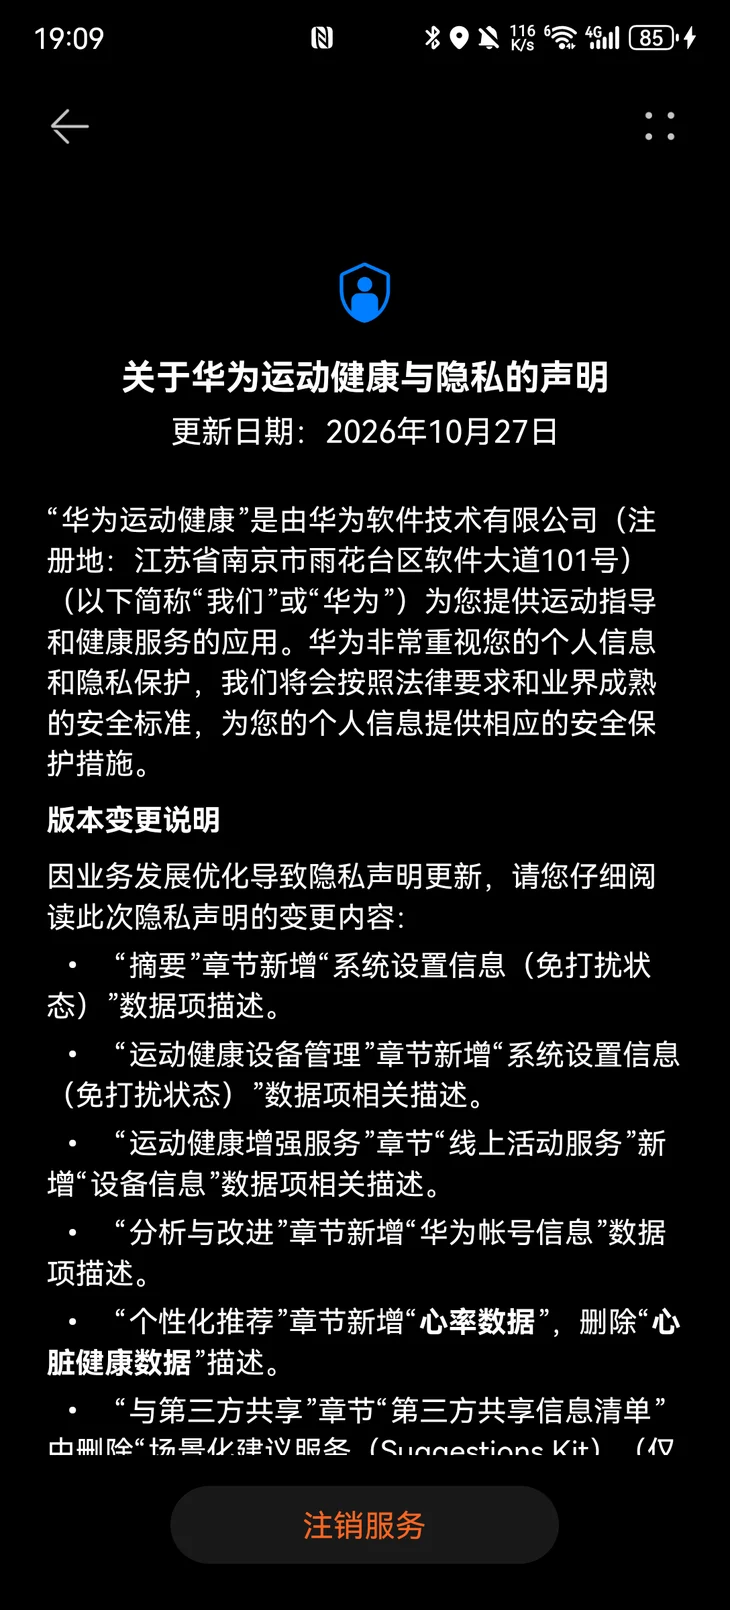 19:09
116 K/s 6 4G 85
关于华为运动健康与隐私的声明
更新日期：2026年10月27日
“华为运动健康”是由华为软件技术有限公司（注
册地：江苏省南京市雨花台区软件大道101号）
（以下简称“我们”或“华为”）为您提供运动指导
和健康服务的应用。华为非常重视您的个人信息
和隐私保护，我们将会按照法律要求和业界成熟
的安全标准，为您的个人信息提供相应的安全保
护措施。
版本变更说明
因业务发展优化导致隐私声明更新，请您仔细阅
读此次隐私声明的变更内容：
• “摘要”章节新增“系统设置信息（免打扰状
态）”数据项描述。
• “运动健康设备管理”章节新增“系统设置信息
（免打扰状态）”数据项相关描述。
• “运动健康增强服务”章节“线上活动服务”新
增“设备信息”数据项相关描述。
• “分析与改进”章节新增“华为帐号信息”数据
项描述。
• “个性化推荐”章节新增“心率数据”，删除“心
脏健康数据”描述。
• “与第三方共享”章节“第三方共享信息清单”
中删除“场景化建议服务（Suggestions Kit）（仅
注销服务